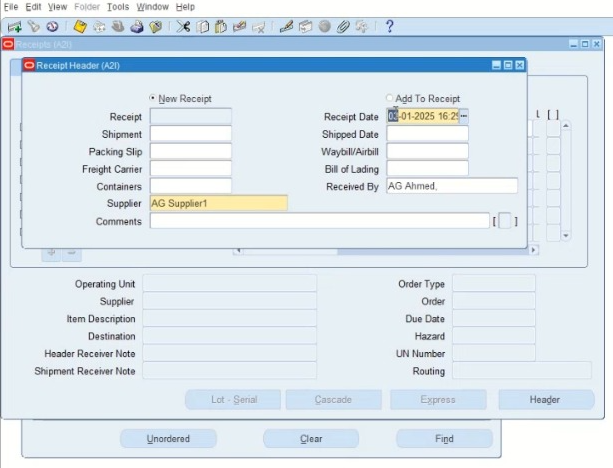 File Edit View Folder Tools Window Help
Receipts (A2I)
Receipt Header (A2I)
New Receipt Add To Receipt
Receipt Receipt Date -01-2025 16:25
Shipment Shipped Date
Packing Slip Waybill/Airbill
Freight Carrier Bill of Lading
Containers Received By AG Ahmed,
Supplier AG Supplier1
Comments [ ]
Operating Unit Order Type
Supplier Order
Item Description Due Date
Destination Hazard
Header Receiver Note UN Number
Shipment Receiver Note Routing
Lot - Serial Cascade Express Header
Unordered Clear Find